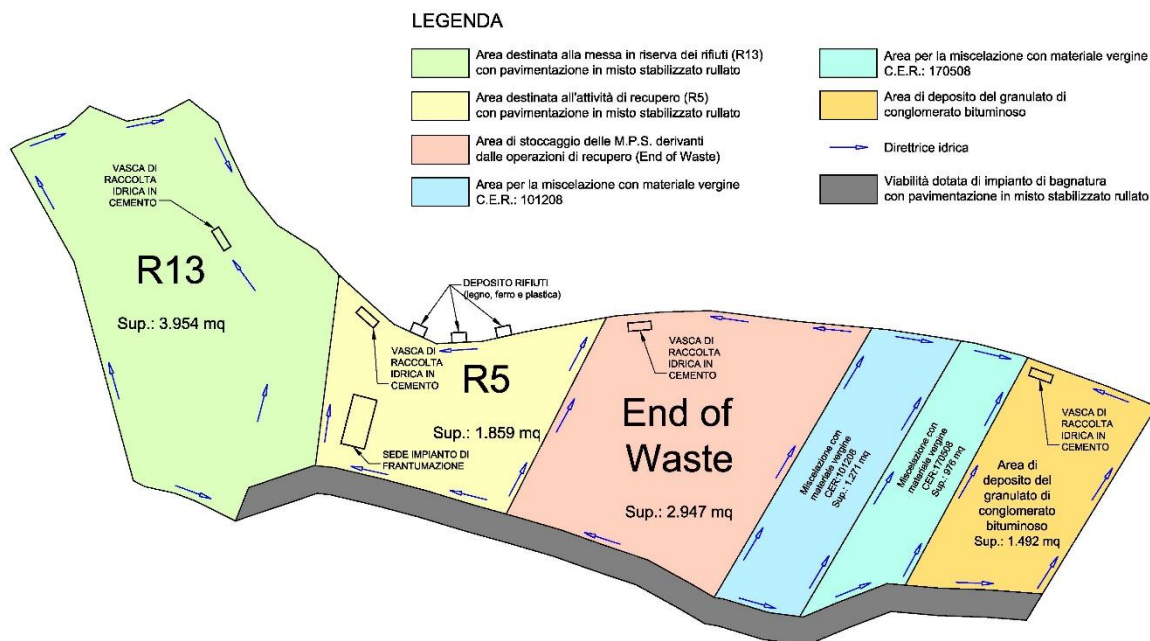 LEGENDA
Area destinata alla messa in riserva dei rifiuti (R13)
con pavimentazione in misto stabilizzato rullato
Area destinata all'attività di recupero (R5)
con pavimentazione in misto stabilizzato rullato
Area di stoccaggio delle M.P.S. derivanti
dalle operazioni di recupero (End of Waste)
Area per la miscelazione con materiale vergine
C.E.R.: 101208
Area per la miscelazione con materiale vergine
C.E.R.: 170508
Area di deposito del granulato di
conglomerato bituminoso
Direttrice idrica
Viabilità dotata di impianto di bagnatura
con pavimentazione in misto stabilizzato rullato
VASCA DI
RACCOLTA
IDRICA IN
CEMENTO
R13
Sup.: 3.954 mq
DEPOSITO RIFIUTI
(legno, ferro e plastica)
VASCA DI
RACCOLTA
IDRICA IN
CEMENTO
R5
Sup.: 1.859 mq
SEDE IMPIANTO DI
FRANTUMAZIONE
VASCA DI
RACCOLTA
IDRICA IN
CEMENTO
End of
Waste
Sup.: 2.947 mq
Miscelazione con
materiale vergine
CER:101208
Sup.: 1.271 mq
Miscelazione con
materiale vergine
CER:170508
Sup.: 976 mq
VASCA DI
RACCOLTA
IDRICA IN
CEMENTO
Area di
deposito del
granulato di
conglomerato
bituminoso
Sup.: 1.492 mq